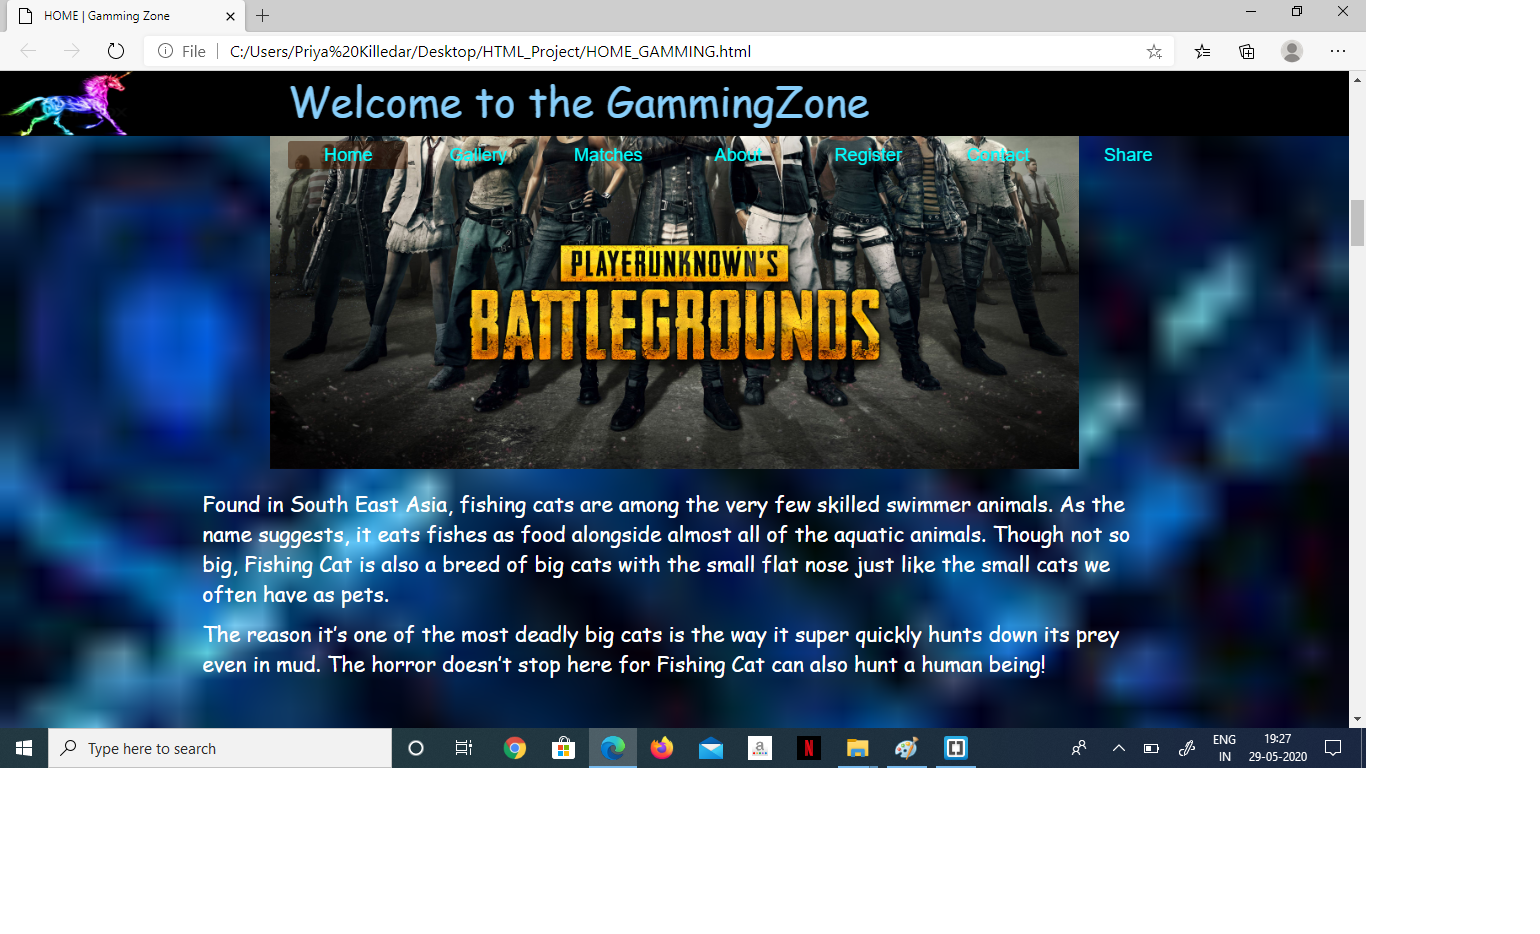 HOME | Gamming Zone
File | C:/Users/Priya%20Killedar/Desktop/HTML_Project/HOME_GAMMING.html
Welcome to the GammingZone
Home Gallery Matches About Register Contact Share
PLAYERUNKNOWN'S
BATTLEGROUNDS
Found in South East Asia, fishing cats are among the very few skilled swimmer animals. As the
name suggests, it eats fishes as food alongside almost all of the aquatic animals. Though not so
big, Fishing Cat is also a breed of big cats with the small flat nose just like the small cats we
often have as pets.
The reason it's one of the most deadly big cats is the way it super quickly hunts down its prey
even in mud. The horror doesn't stop here for Fishing Cat can also hunt a human being!
Type here to search
a
N
ENG
IN
19:27
29-05-2020